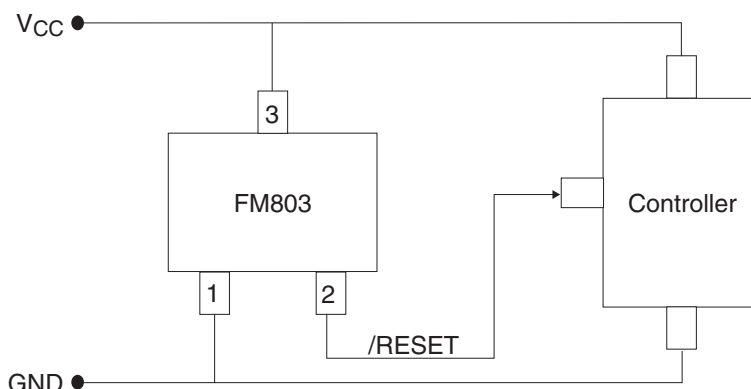 VCC
3
FM803
Controller
1
2
/RESET
GND